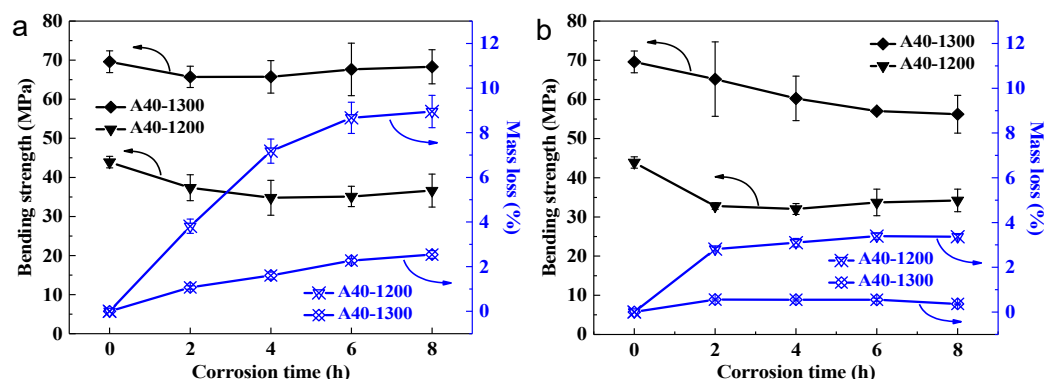 a
Bending strength (MPa)
80
70
60
50
40
30
20
10
0
0 2 4 6 8
Corrosion time (h)
12
10
8
6
4
2
0
Mass loss (%)
A40-1300
A40-1200
A40-1200
A40-1300
b
Bending strength (MPa)
80
70
60
50
40
30
20
10
0
0 2 4 6 8
Corrosion time (h)
12
10
8
6
4
2
0
Mass loss (%)
A40-1300
A40-1200
A40-1200
A40-1300